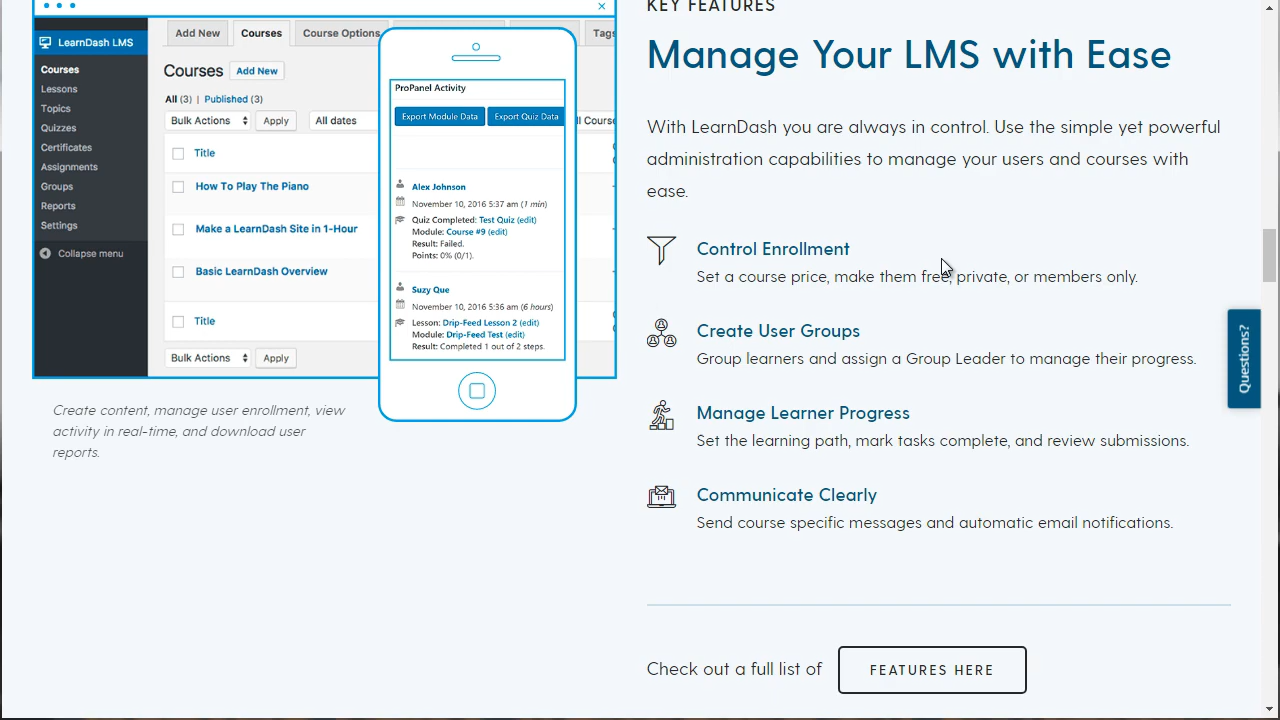 LearnDash LMS
Courses
Lessons
Topics
Quizzes
Certificates
Assignments
Groups
Reports
Settings
Collapse menu
Add New
Courses
Course Options
Tags
Courses
Add New
All (3) | Published (3)
Bulk Actions
Apply
All dates
Course
Title
How To Play The Piano
Make a LearnDash Site in 1-Hour
Basic LearnDash Overview
Title
Bulk Actions
Apply
ProPanel Activity
Export Module Data
Export Quiz Data
Alex Johnson
November 10, 2016 5:37 am (1 min)
Quiz Completed: Test Quiz (edit)
Module: Course #9 (edit)
Result: Failed.
Points: 0% (0/1).
Suzy Que
November 10, 2016 5:36 am (6 hours)
Lesson: Drip-Feed Lesson 2 (edit)
Module: Drip-Feed Test (edit)
Result: Completed 1 out of 2 steps.
Create content, manage user enrollment, view
activity in real-time, and download user
reports.
KEY FEATURES
Manage Your LMS with Ease
With LearnDash you are always in control. Use the simple yet powerful
administration capabilities to manage your users and courses with
ease.
Control Enrollment
Set a course price, make them free, private, or members only.
Create User Groups
Group learners and assign a Group Leader to manage their progress.
Manage Learner Progress
Set the learning path, mark tasks complete, and review submissions.
Communicate Clearly
Send course specific messages and automatic email notifications.
Check out a full list of
FEATURES HERE
Questions?